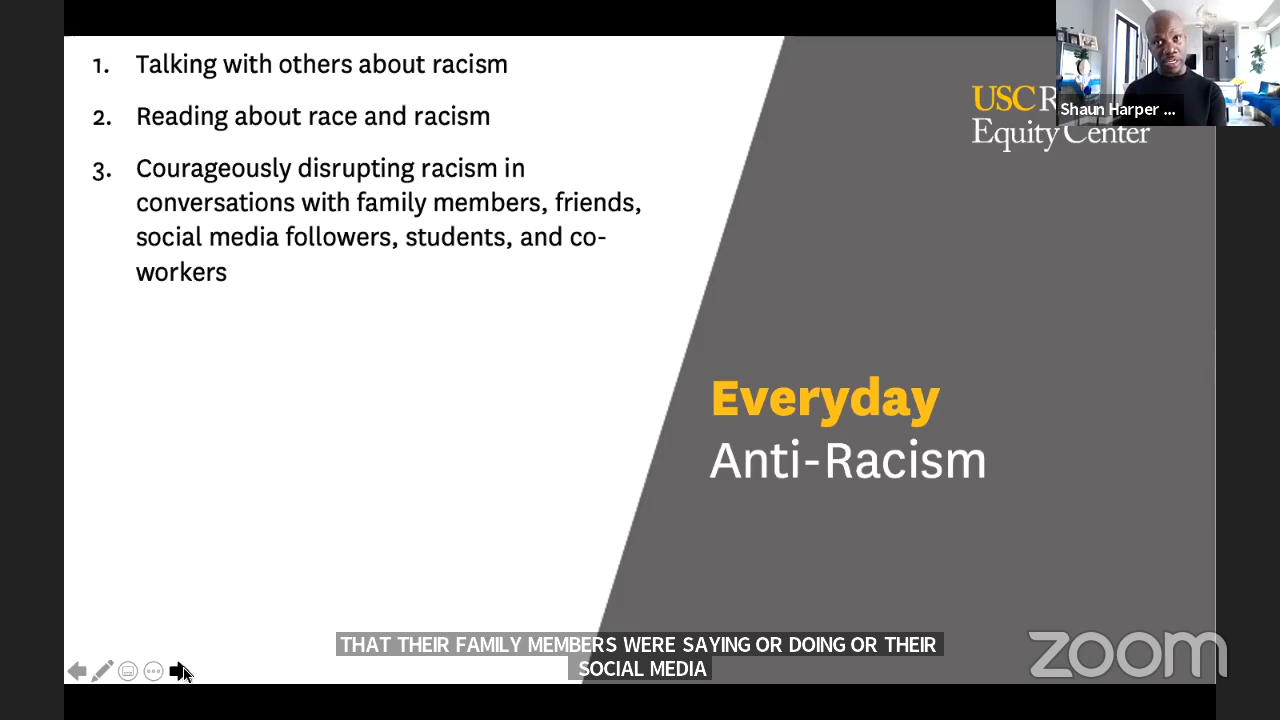 1. Talking with others about racism
2. Reading about race and racism
3. Courageously disrupting racism in
conversations with family members, friends,
social media followers, students, and co-
workers
USC R
Equity Center
Shaun Harper ...
Everyday
Anti-Racism
THAT THEIR FAMILY MEMBERS WERE SAYING OR DOING OR THEIR
SOCIAL MEDIA
zoom